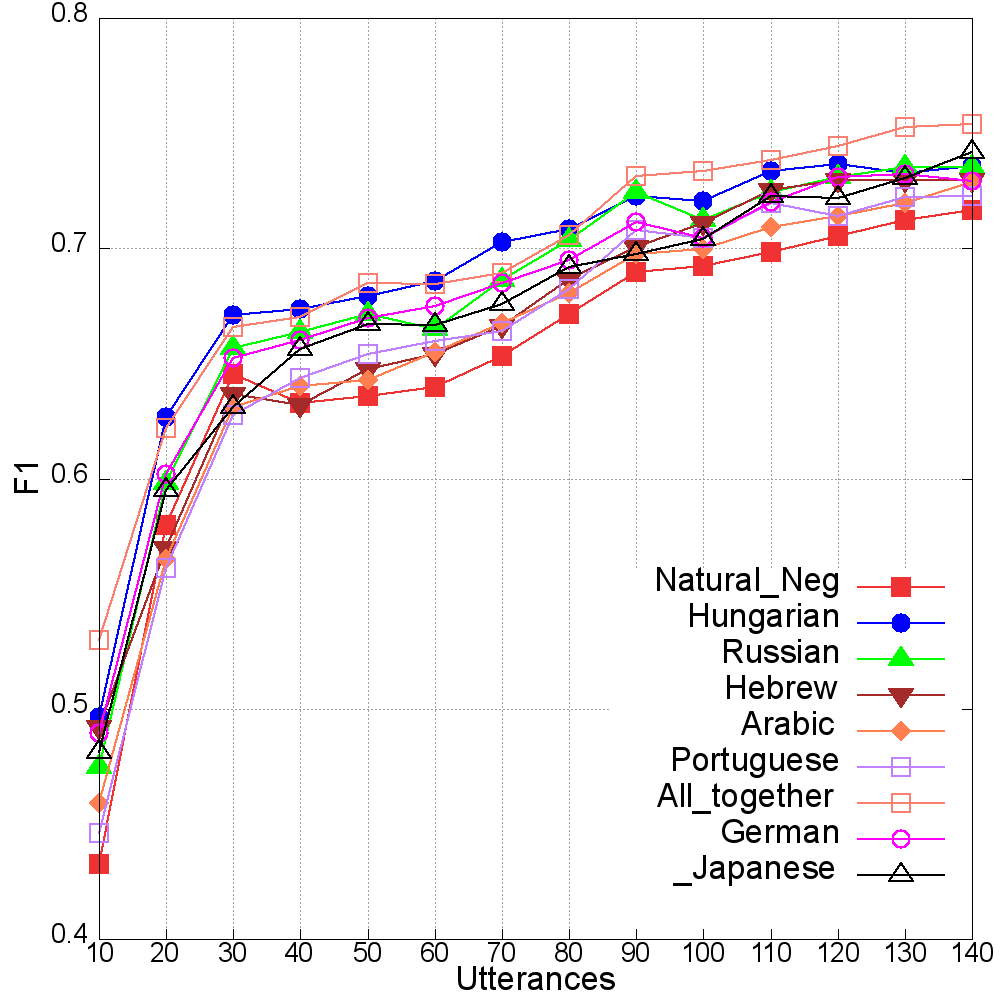 0.8
0.7
0.6
0.5
0.4
F1
Natural_Neg
Hungarian
Russian
Hebrew
Arabic
Portuguese
All_together
German
_Japanese
10 20 30 40 50 60 70 80 90 100 110 120 130 140
Utterances